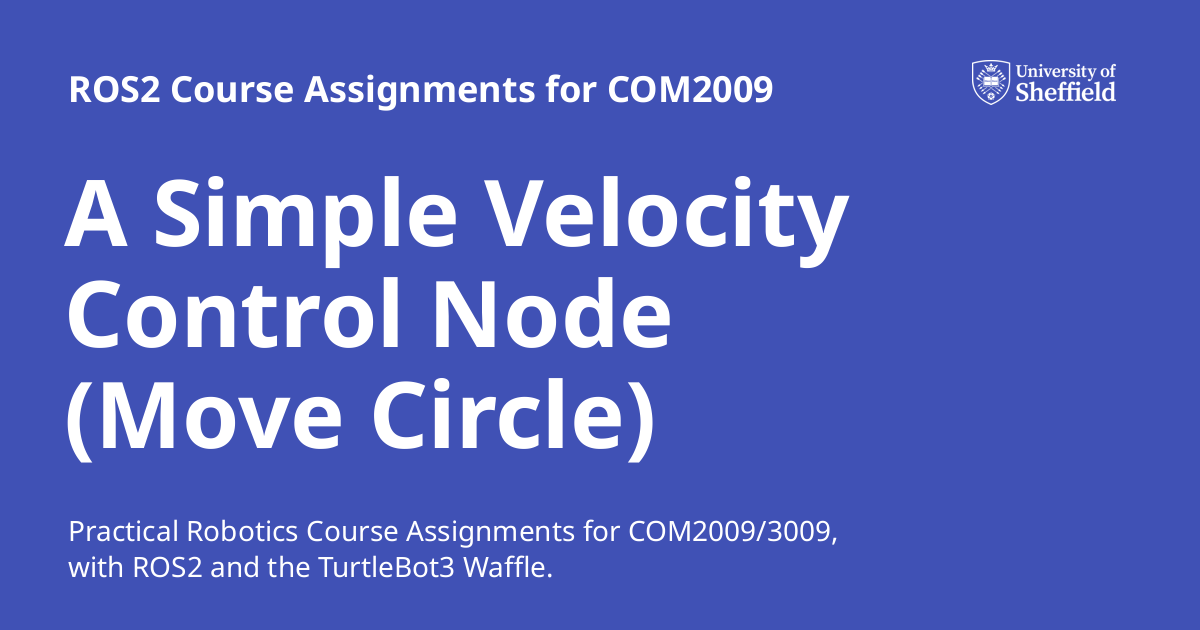 ROS2 Course Assignments for COM2009
University of
Sheffield
A Simple Velocity
Control Node
(Move Circle)
Practical Robotics Course Assignments for COM2009/3009,
with ROS2 and the TurtleBot3 Waffle.